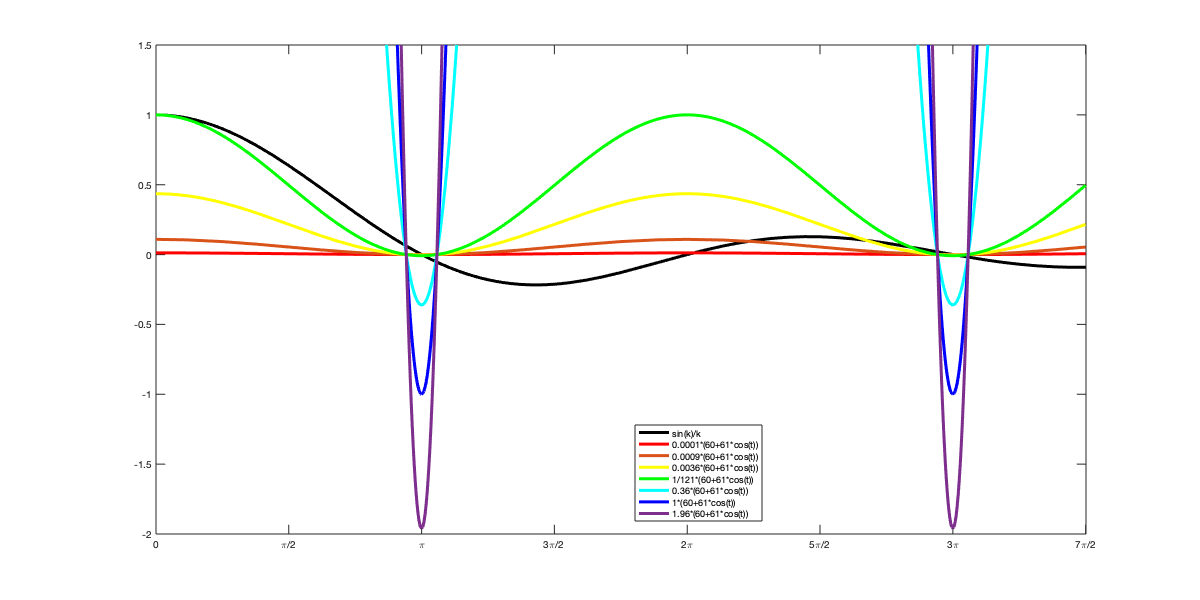 1.5
1
0.5
0
-0.5
-1
-1.5
-2
0 π/2 π 3π/2 2π 5π/2 3π 7π/2
sin(k)/k
0.0001*(60+61*cos(t))
0.0009*(60+61*cos(t))
0.0036*(60+61*cos(t))
1/121*(60+61*cos(t))
0.36*(60+61*cos(t))
1*(60+61*cos(t))
1.96*(60+61*cos(t))